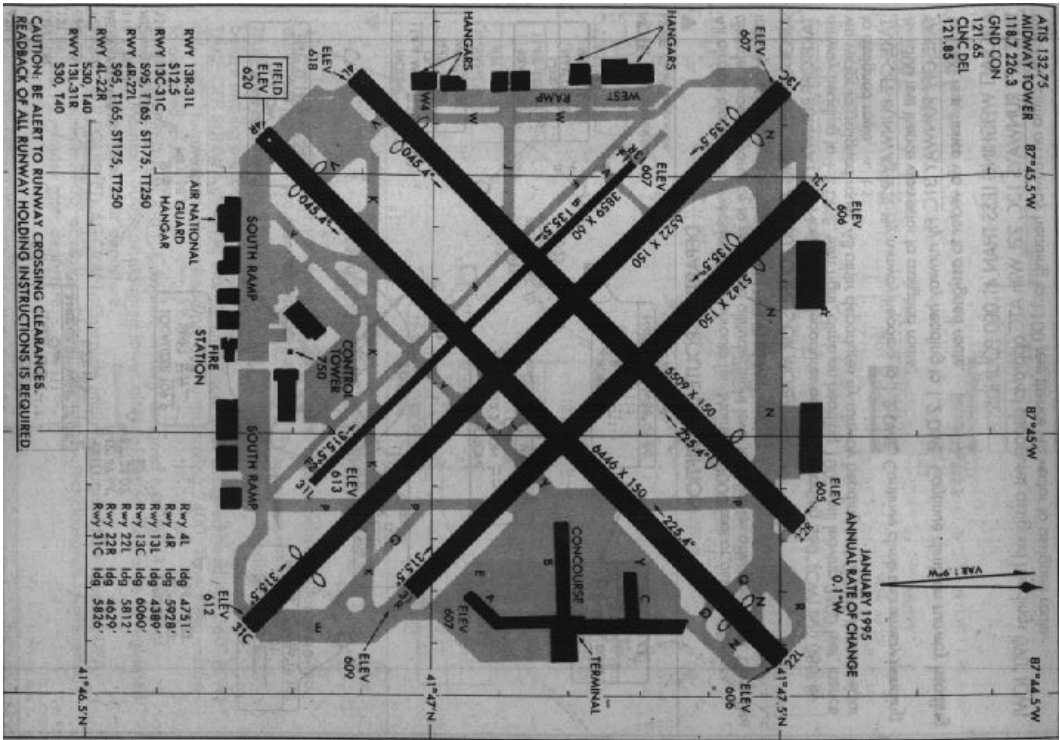 ATIS 132.75
MIDWAY TOWER
118.7 226.3
GND CON
121.65
CLNC DEL
121.85
87°45.5'W
87°45'W
87°44.5'W
JANUARY 1995
ANNUAL RATE OF CHANGE
0.1°W
VAR 1.9°W
41°47.5'N
41°47'N
41°46.5'N
HANGARS
HANGARS
WEST
RAMP
W4
W
W
ELEV
607
13C
ELEV
606
13L
ELEV
607
13R
ELEV
618
4L
FIELD
ELEV
620
4R
ELEV
605
22R
ELEV
606
22L
ELEV
613
31L
ELEV
609
31R
ELEV
612
31C
ELEV
602
045.4°
045.4°
135.5°
135.5°
135.5°
225.4°
225.4°
315.5°
315.5°
315.5°
3859 X 60
6522 X 150
5142 X 150
5509 X 150
6446 X 150
N
N
N
N
K
K
K
K
K
P
P
Y
Y
E
E
G
R
D
Z
A
B
C
CONCOURSE
TERMINAL
CONTROL
TOWER
750
FIRE
STATION
SOUTH RAMP
SOUTH RAMP
AIR NATIONAL
GUARD
HANGAR
RWY 13R-31L
S12.5
RWY 13C-31C
S95, T165, ST175, TT250
RWY 4R-22L
S95, T165, ST175, TT250
RWY 4L-22R
S30, T40
RWY 13L-31R
S30, T40
Rwy 4L ldg 4751'
Rwy 4R ldg 5928'
Rwy 13L ldg 4389'
Rwy 13C ldg 6060'
Rwy 22L ldg 5812'
Rwy 22R ldg 4629'
Rwy 31C ldg 5826'
CAUTION: BE ALERT TO RUNWAY CROSSING CLEARANCES.
READBACK OF ALL RUNWAY HOLDING INSTRUCTIONS IS REQUIRED.